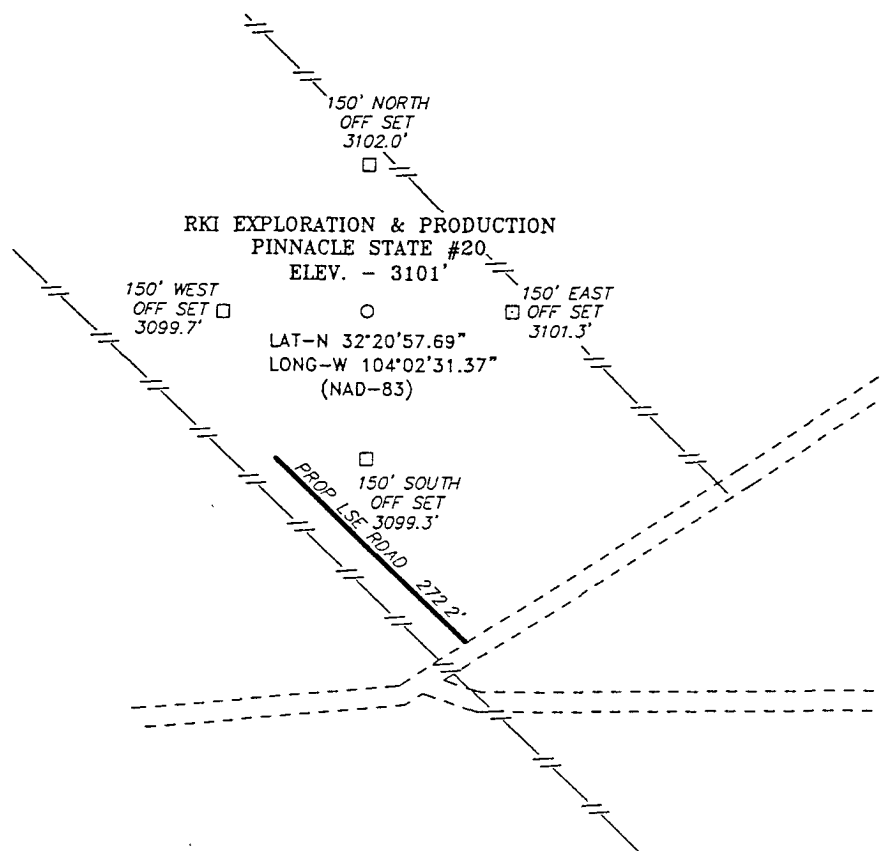 150' NORTH
OFF SET
3102.0'
RKI EXPLORATION & PRODUCTION
PINNACLE STATE #20
ELEV. - 3101'
150' WEST
OFF SET
3099.7'
150' EAST
OFF SET
3101.3'
LAT-N 32°20'57.69"
LONG-W 104°02'31.37"
(NAD-83)
150' SOUTH
OFF SET
3099.3'
PROP LSE ROAD 272.2'